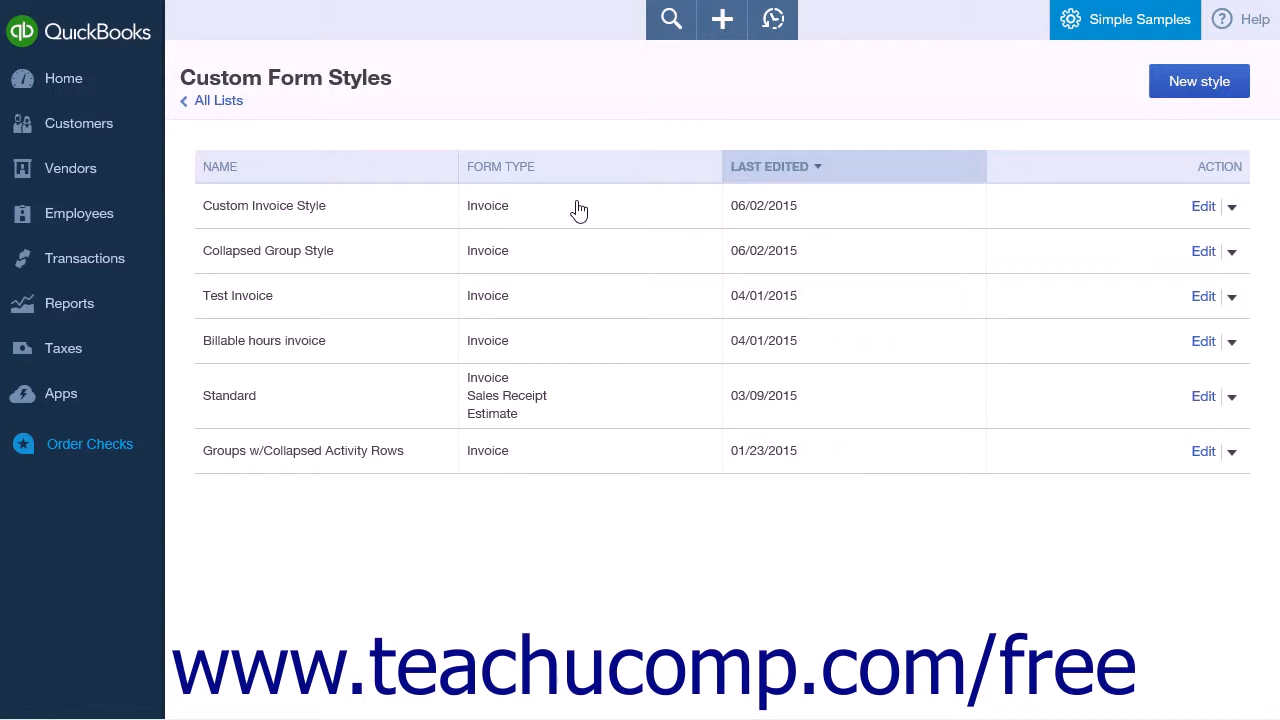 QuickBooks
Simple Samples
Help
Home
Customers
Vendors
Employees
Transactions
Reports
Taxes
Apps
Order Checks
Custom Form Styles
All Lists
New style
NAME FORM TYPE LAST EDITED ACTION
Custom Invoice Style Invoice 06/02/2015 Edit
Collapsed Group Style Invoice 06/02/2015 Edit
Test Invoice Invoice 04/01/2015 Edit
Billable hours invoice Invoice 04/01/2015 Edit
Invoice
Standard Sales Receipt 03/09/2015 Edit
Estimate
Groups w/Collapsed Activity Rows Invoice 01/23/2015 Edit
www.teachucomp.com/free